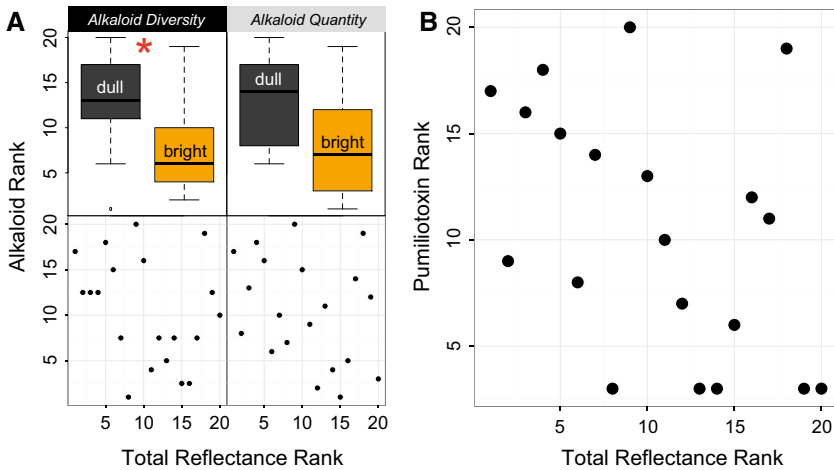 A
Alkaloid Diversity
Alkaloid Quantity
Alkaloid Rank
20
15
10
5
*
dull
bright
dull
bright
20
15
10
5
5
10
15
20
5
10
15
20
Total Reflectance Rank
B
Pumiliotoxin Rank
20
15
10
5
5
10
15
20
Total Reflectance Rank